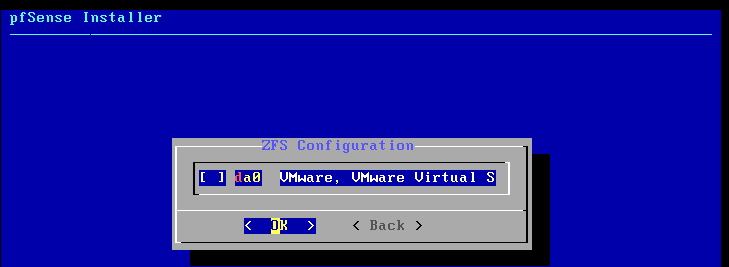 pfSense Installer
ZFS Configuration
[ ] da0 VMware, VMware Virtual S
< OK > < Back >